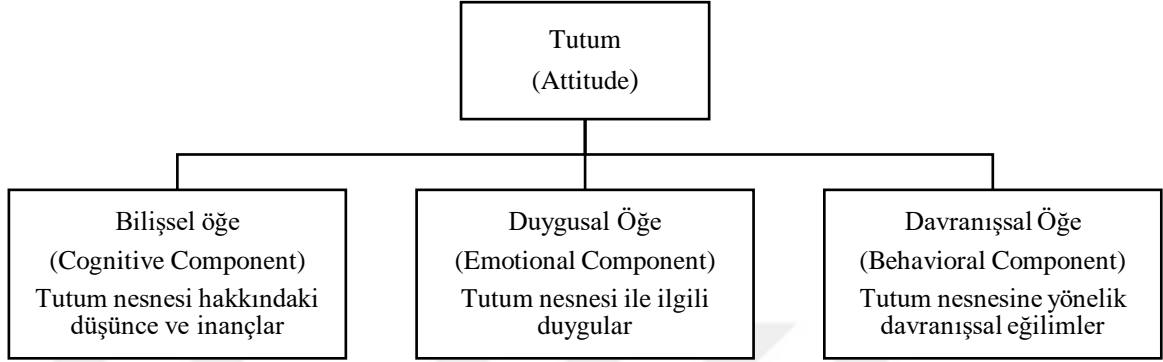 Tutum
(Attitude)
Bilişsel öğe
(Cognitive Component)
Tutum nesnesi hakkındaki
düşünce ve inançlar
Duygusal Öğe
(Emotional Component)
Tutum nesnesi ile ilgili
duygular
Davranışsal Öğe
(Behavioral Component)
Tutum nesnesine yönelik
davranışsal eğilimler